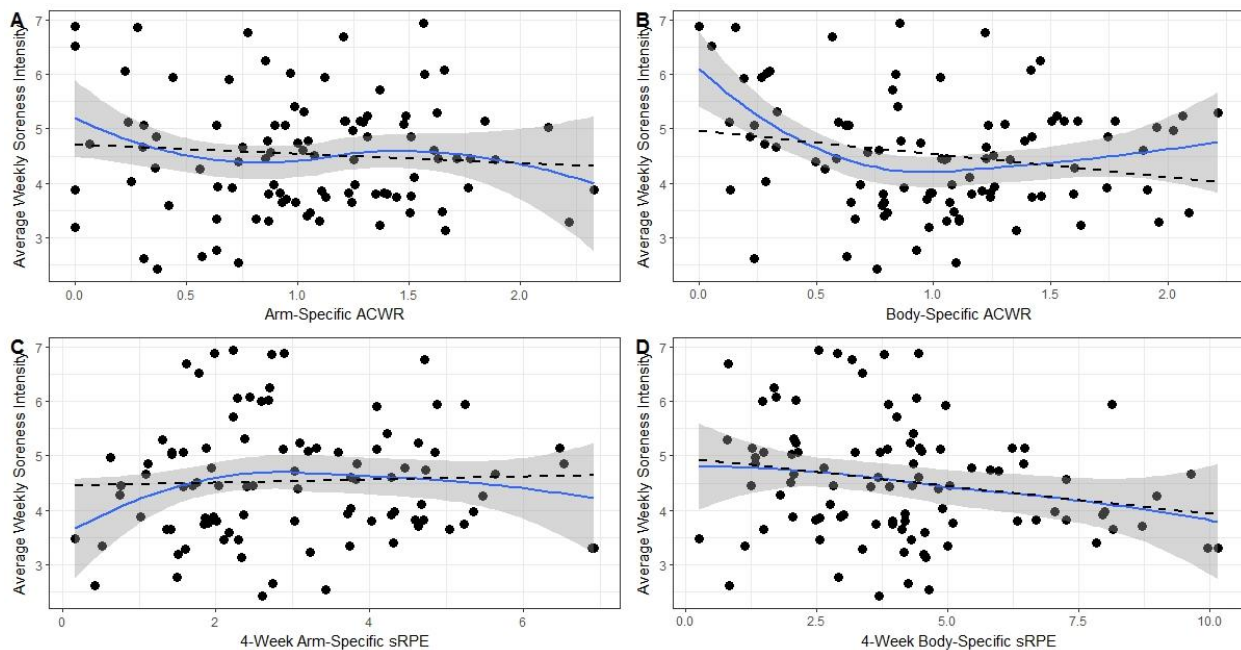 A
B
Average Weekly Soreness Intensity
7
6
5
4
3
0.0 0.5 1.0 1.5 2.0
Arm-Specific ACWR
Average Weekly Soreness Intensity
7
6
5
4
3
0.0 0.5 1.0 1.5 2.0
Body-Specific ACWR
C
D
Average Weekly Soreness Intensity
7
6
5
4
3
0 2 4 6
4-Week Arm-Specific sRPE
Average Weekly Soreness Intensity
7
6
5
4
3
0.0 2.5 5.0 7.5 10.0
4-Week Body-Specific sRPE